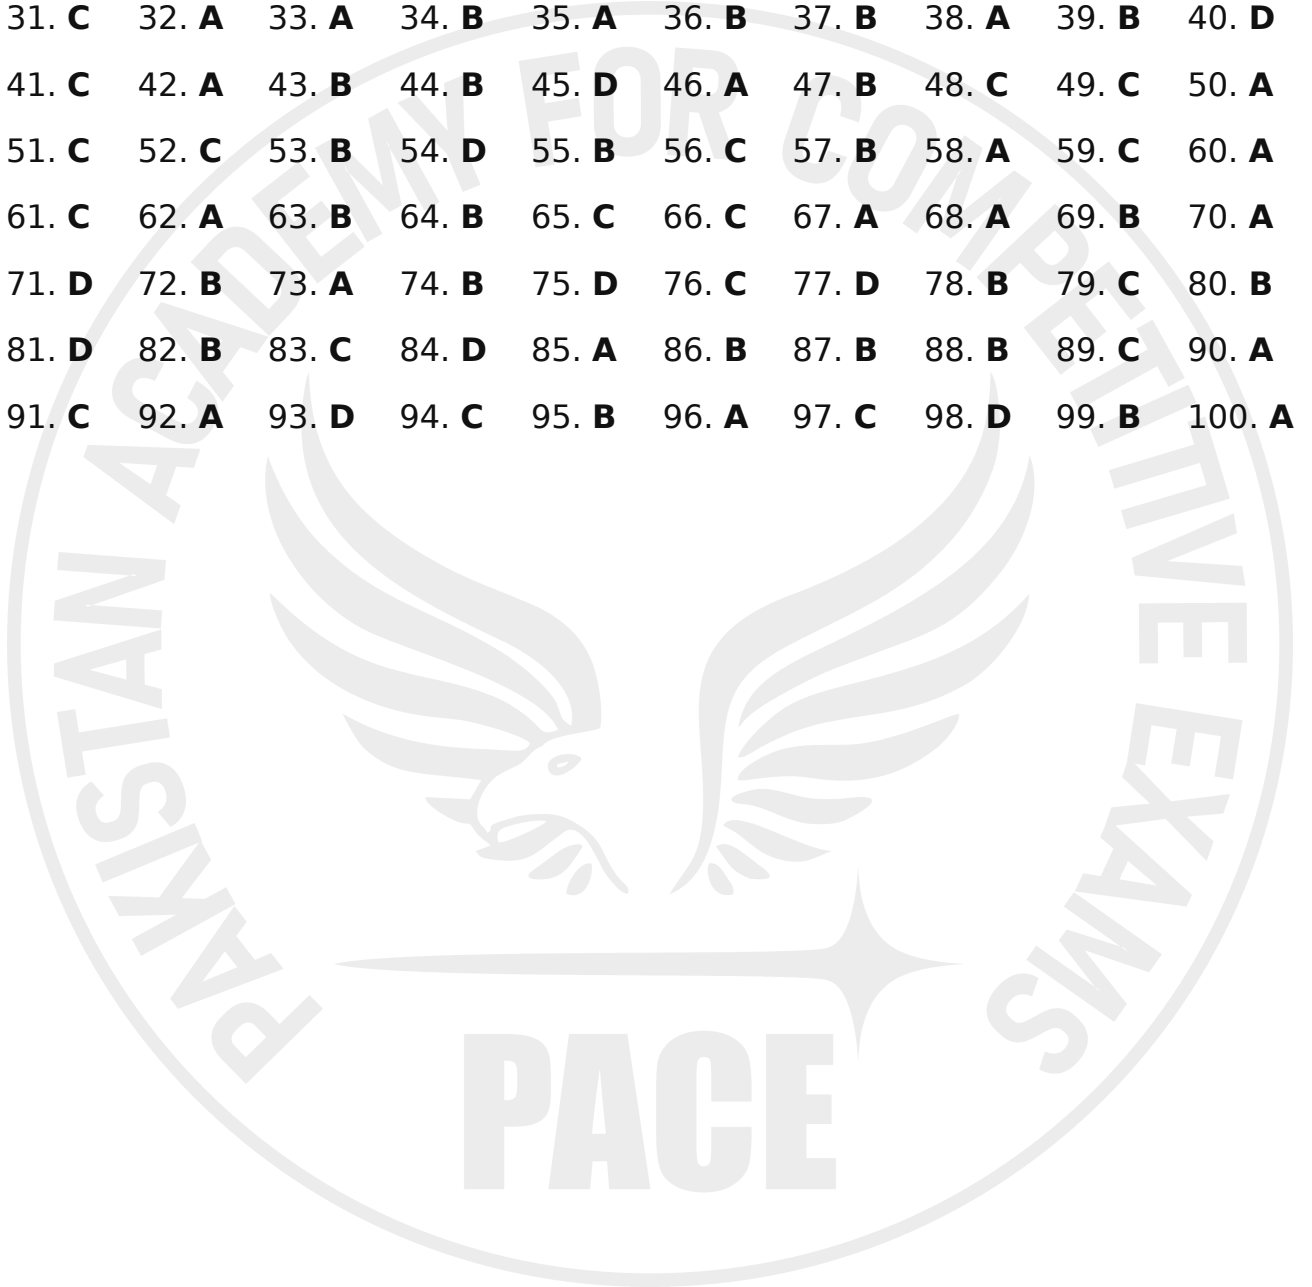 31. C 32. A 33. A 34. B 35. A 36. B 37. B 38. A 39. B 40. D
41. C 42. A 43. B 44. B 45. D 46. A 47. B 48. C 49. C 50. A
51. C 52. C 53. B 54. D 55. B 56. C 57. B 58. A 59. C 60. A
61. C 62. A 63. B 64. B 65. C 66. C 67. A 68. A 69. B 70. A
71. D 72. B 73. A 74. B 75. D 76. C 77. D 78. B 79. C 80. B
81. D 82. B 83. C 84. D 85. A 86. B 87. B 88. B 89. C 90. A
91. C 92. A 93. D 94. C 95. B 96. A 97. C 98. D 99. B 100. A
PAKISTAN ACADEMY FOR COMPETITIVE EXAMS
PACE